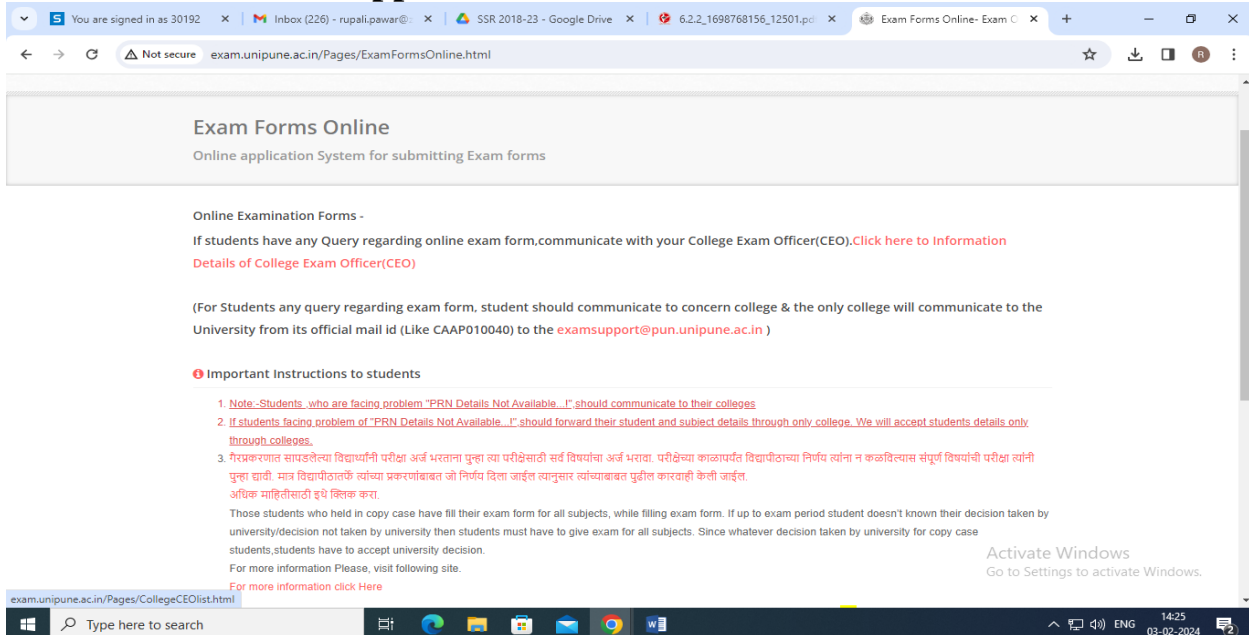 You are signed in as 30192
Inbox (226) - rupali.pawar@
SSR 2018-23 - Google Drive
6.2.2_1698768156_12501.pd
Exam Forms Online- Exam
Not secure exam.unipune.ac.in/Pages/ExamFormsOnline.html
R
Exam Forms Online
Online application System for submitting Exam forms
Online Examination Forms -
If students have any Query regarding online exam form,communicate with your College Exam Officer(CEO).Click here to Information
Details of College Exam Officer(CEO)
(For Students any query regarding exam form, student should communicate to concern college & the only college will communicate to the
University from its official mail id (Like CAAP010040) to the examsupport@pun.unipune.ac.in )
Important Instructions to students
1. Note:-Students ,who are facing problem "PRN Details Not Available...!",should communicate to their colleges
2. If students facing problem of "PRN Details Not Available...!",should forward their student and subject details through only college. We will accept students details only
through colleges.
3. गैरप्रकरणात सापडलेल्या विद्यार्थ्यांनी परीक्षा अर्ज भरताना पुन्हा त्या परीक्षेसाठी सर्व विषयांचा अर्ज भरावा. परीक्षेच्या काळापर्यंत विद्यापीठाच्या निर्णय त्यांना न कळविल्यास संपूर्ण विषयांची परीक्षा त्यांनी
पुन्हा द्यावी. मात्र विद्यापीठातर्फे त्यांच्या प्रकरणांबाबत जो निर्णय दिला जाईल त्यानुसार त्यांच्याबाबत पुढील कारवाही केली जाईल.
अधिक माहितीसाठी इथे क्लिक करा.
Those students who held in copy case have fill their exam form for all subjects, while filling exam form. If up to exam period student doesn't known their decision taken by
university/decision not taken by university then students must have to give exam for all subjects. Since whatever decision taken by university for copy case
students,students have to accept university decision.
For more information Please, visit following site.
For more information click Here
Activate Windows
Go to Settings to activate Windows.
exam.unipune.ac.in/Pages/CollegeCEOlist.html
Type here to search
ENG
14:25
03-02-2024
2